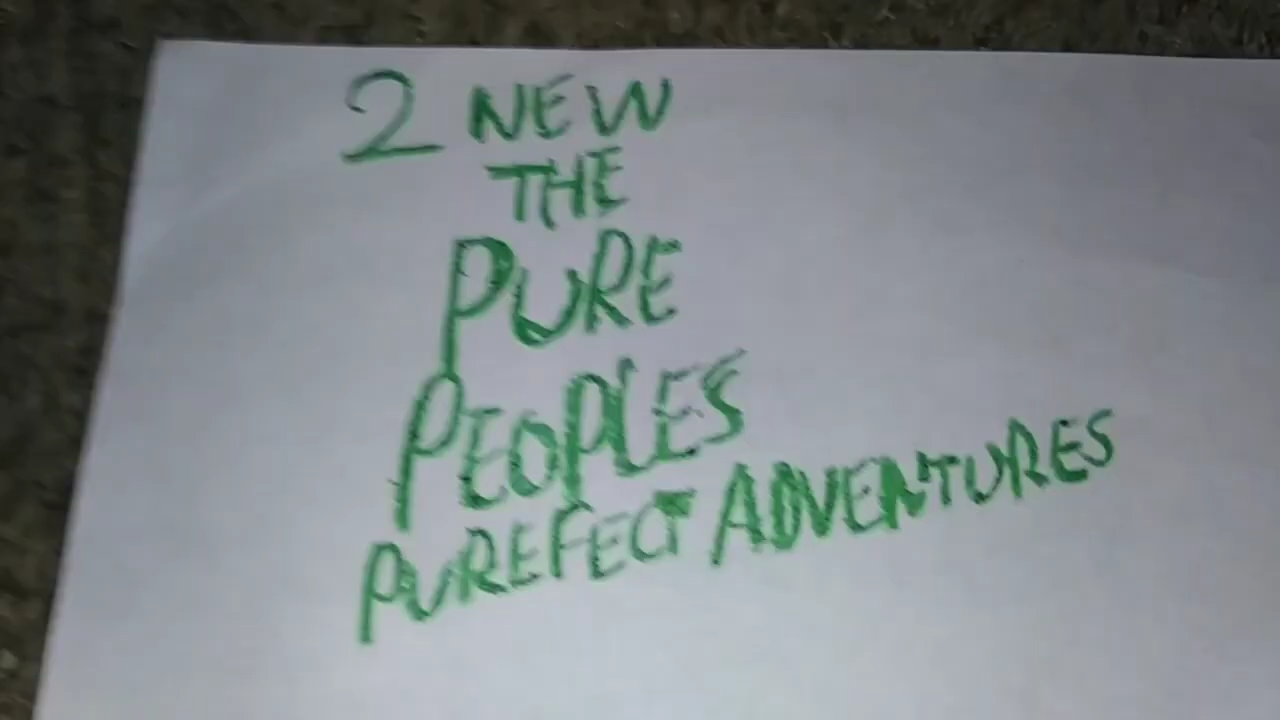 2 NEW
THE
PURE
PEOPLES
PUREFECT ADVENTURES